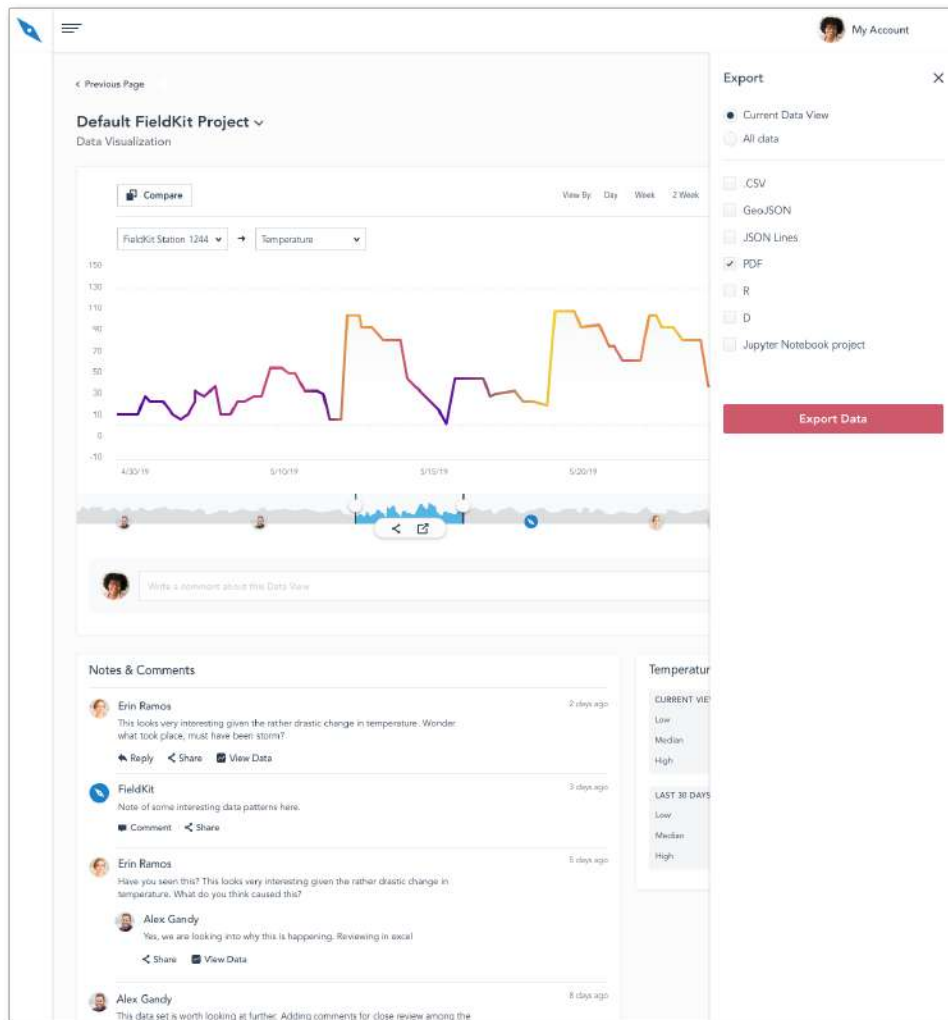 My Account
Previous Page
Default FieldKit Project
Data Visualization
Compare
View By: Day Week 2 Week
FieldKit Station 1244
Temperature
150
130
110
90
70
50
30
10
0
-10
4/30/19 5/10/19 5/15/19 5/20/19
Write a comment about this Data View
Notes & Comments
Erin Ramos 2 days ago
This looks very interesting given the rather drastic change in temperature. Wonder
what took place, must have been storm?
Reply Share View Data
FieldKit 3 days ago
Note of some interesting data patterns here.
Comment Share
Erin Ramos 5 days ago
Have you seen this? This looks very interesting given the rather drastic change in
temperature. What do you think caused this?
Alex Gandy
Yes, we are looking into why this is happening. Reviewing in excel
Share View Data
Alex Gandy 8 days ago
This data set is worth looking at further. Adding comments for close review among the
Temperatur
CURRENT VIE
Low
Median
High
LAST 30 DAYS
Low
Median
High
Export
Current Data View
All data
.CSV
GeoJSON
JSON Lines
PDF
R
D
Jupyter Notebook project
Export Data